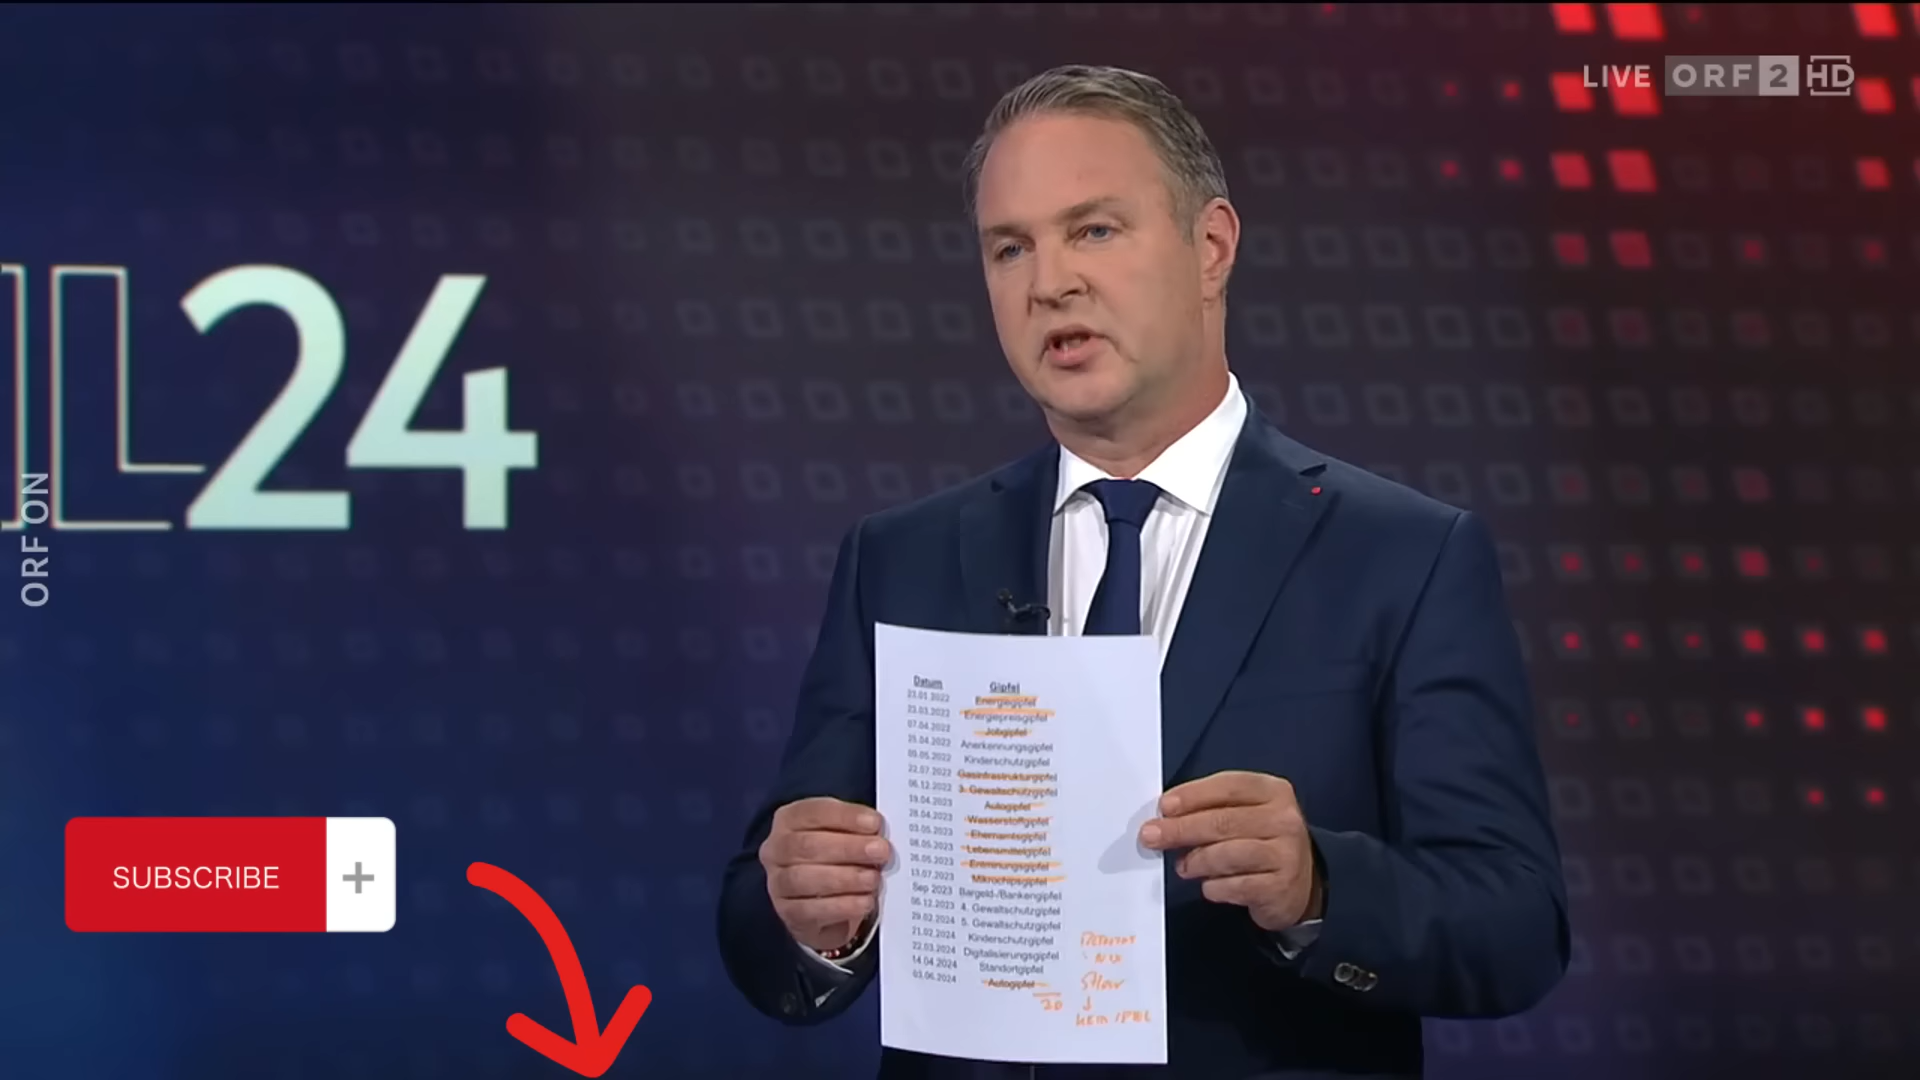 LIVE ORF 2 HD
L24
ORF ON
SUBSCRIBE +
Datum Gipfel
23.01.2022 Energiegipfel
23.03.2022 Energiepreisgipfel
07.04.2022 Jobgipfel
25.04.2022 Anerkennungsgipfel
09.05.2022 Kinderschutzgipfel
22.07.2022 Gasinfrastrukturgipfel
06.12.2022 3. Gewaltschutzgipfel
19.04.2023 Autogipfel
28.04.2023 Wasserstoffgipfel
03.05.2023 Ehernamtsgipfel
08.05.2023 Lebensmittelgipfel
26.05.2023
13.07.2023 Mikrochipsgipfel
Sep 2023 Bargeld-/Bankengipfel
06.12.2023 4. Gewaltschutzgipfel
29.02.2024 5. Gewaltschutzgipfel
21.02.2024 Kinderschutzgipfel
22.03.2024 Digitalisierungsgipfel
14.04.2024 Standortgipfel
03.06.2024 Autogipfel
20